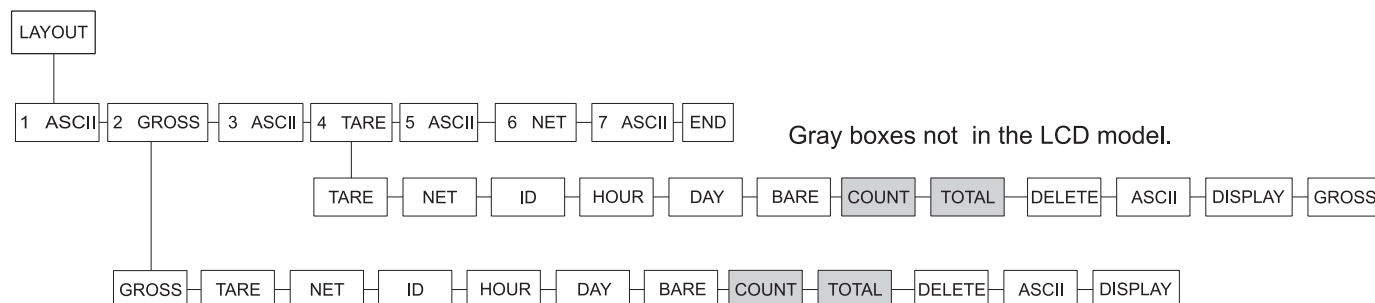 LAYOUT
1 ASCII 2 GROSS 3 ASCII 4 TARE 5 ASCII 6 NET 7 ASCII END
Gray boxes not in the LCD model.
TARE NET ID HOUR DAY BARE COUNT TOTAL DELETE ASCII DISPLAY GROSS
GROSS TARE NET ID HOUR DAY BARE COUNT TOTAL DELETE ASCII DISPLAY